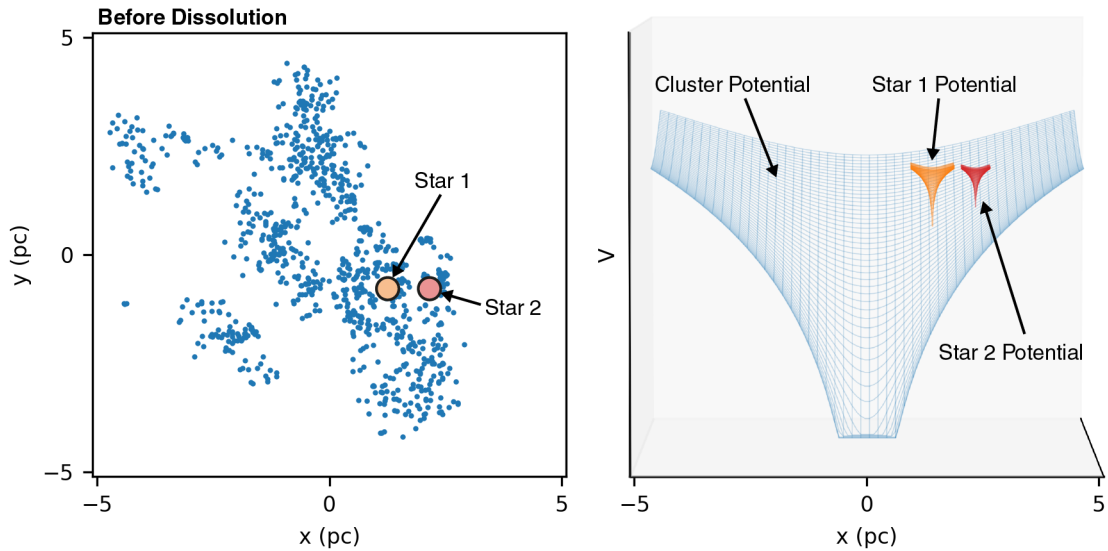 Before Dissolution
5
0
−5
y (pc)
−5
0
5
x (pc)
Star 1
Star 2
Cluster Potential
Star 1 Potential
Star 2 Potential
V
−5
0
5
x (pc)